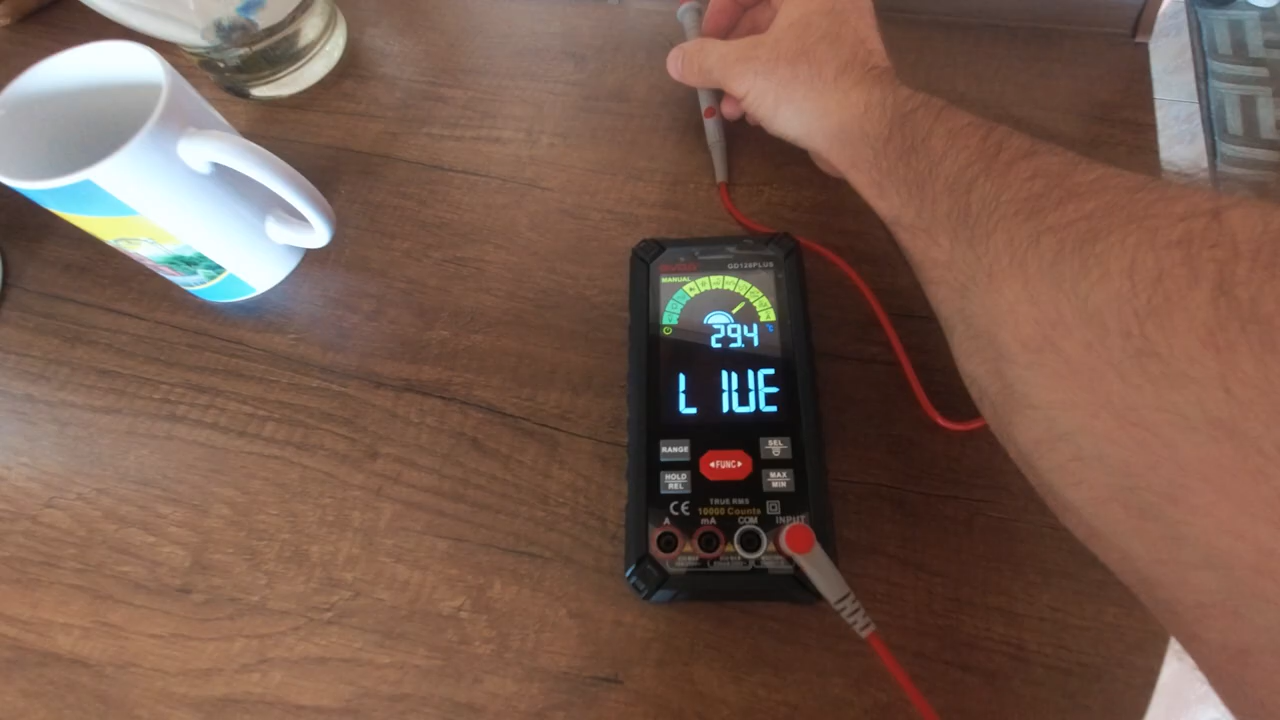 GD128PLUS
MANUAL
29.4 °C
LIVE
RANGE
SEL
FUNC
HOLD
REL
MAX
MIN
TRUE RMS
CE
10000 Counts
A mA COM INPUT